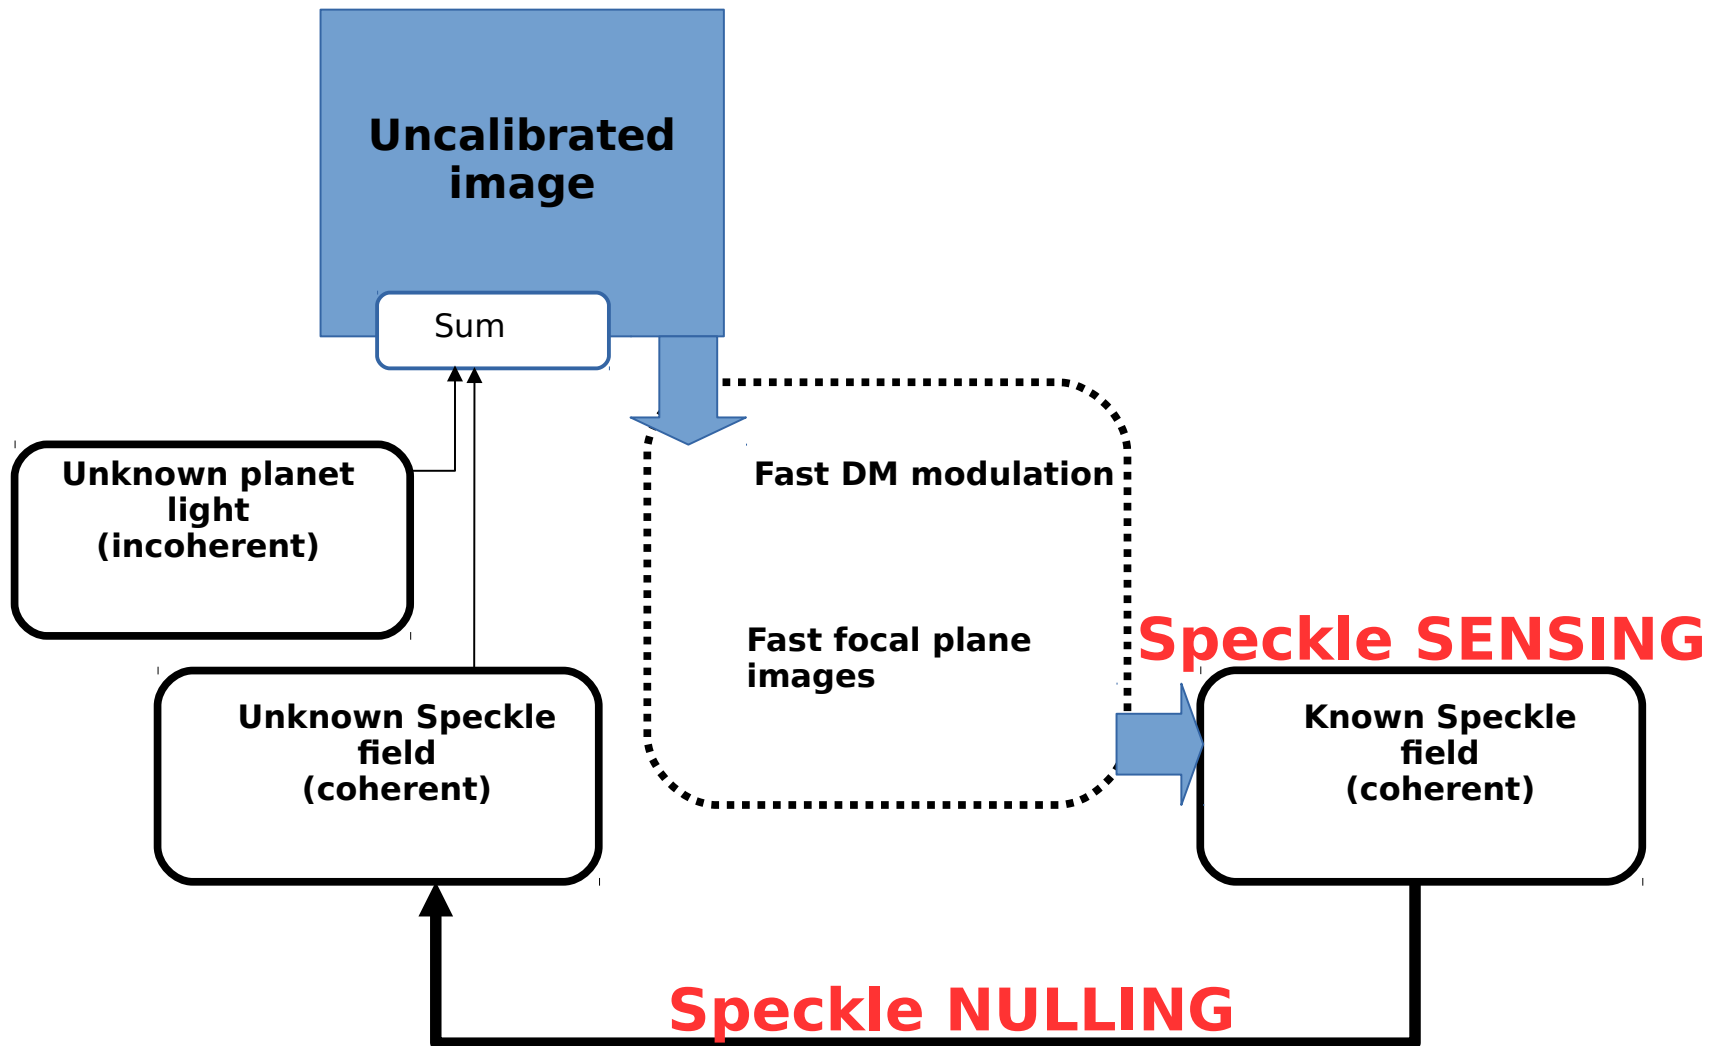 Uncalibrated
image
Sum
Unknown planet
light
(incoherent)
Fast DM modulation
Fast focal plane
images
Speckle SENSING
Unknown Speckle
field
(coherent)
Known Speckle
field
(coherent)
Speckle NULLING